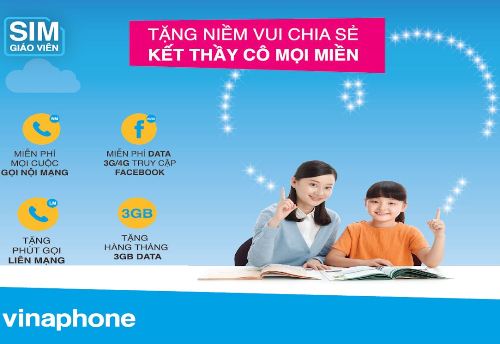 SIM
GIÁO VIÊN
TẶNG NIỀM VUI CHIA SẺ
KẾT THẦY CÔ MỌI MIỀN
MIỄN PHÍ
MỌI CUỘC
GỌI NỘI MẠNG
MIỄN PHÍ DATA
3G/4G TRUY CẬP
FACEBOOK
TẶNG
PHÚT GỌI
LIÊN MẠNG
3GB
TẶNG
HÀNG THÁNG
3GB DATA
vinaphone